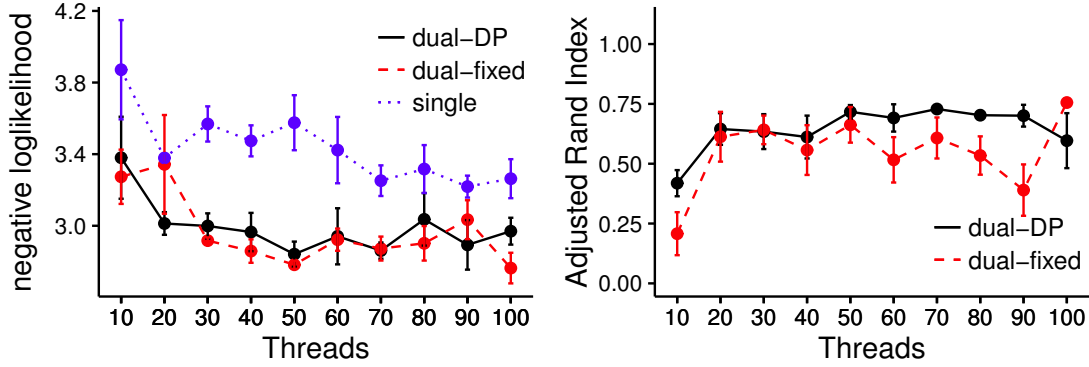 negative loglikelihood
4.2
3.8
3.4
3.0
dual−DP
dual−fixed
single
10 20 30 40 50 60 70 80 90 100
Threads
Adjusted Rand Index
1.00
0.75
0.50
0.25
0.00
dual−DP
dual−fixed
10 20 30 40 50 60 70 80 90 100
Threads